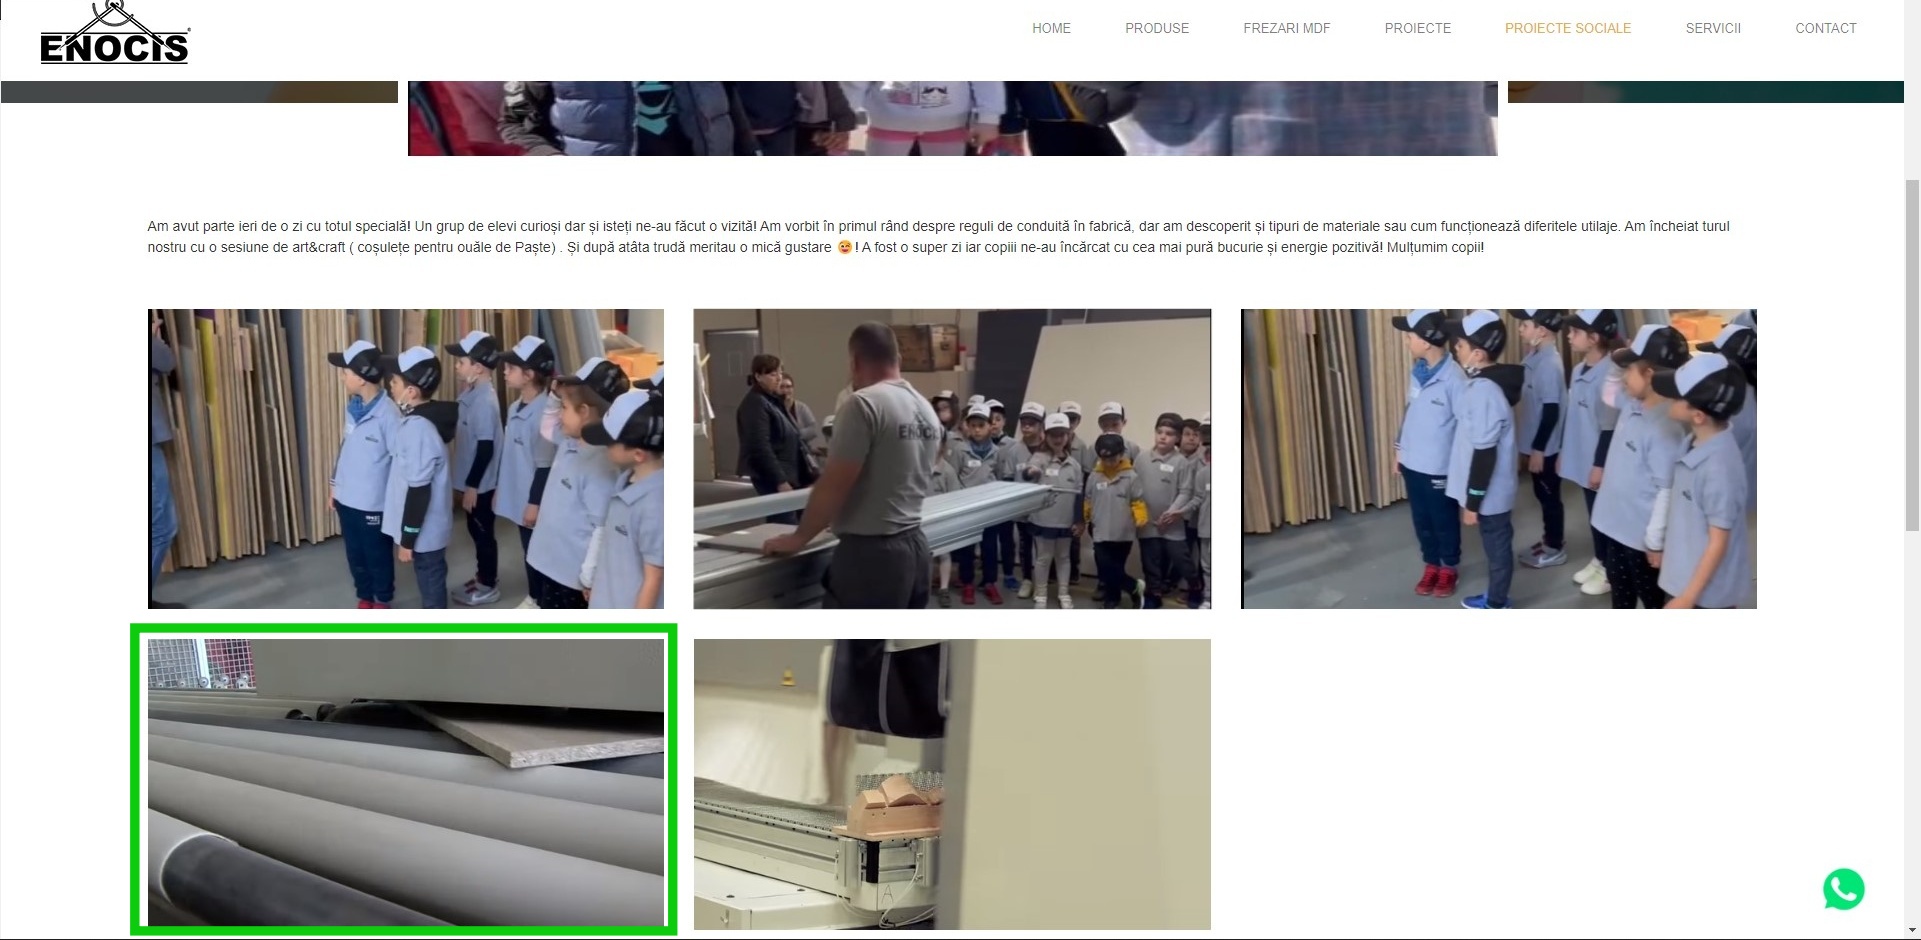 ENOCIS
HOME
PRODUSE
FREZARI MDF
PROIECTE
PROIECTE SOCIALE
SERVICII
CONTACT
Am avut parte ieri de o zi cu totul specială! Un grup de elevi curioși dar și isteți ne-au făcut o vizită! Am vorbit în primul rând despre reguli de conduită în fabrică, dar am descoperit și tipuri de materiale sau cum funcționează diferitele utilaje. Am încheiat turul
nostru cu o sesiune de art&craft ( coșulețe pentru ouăle de Paște) . Și după atâta trudă meritau o mică gustare 😜! A fost o super zi iar copiii ne-au încărcat cu cea mai pură bucurie și energie pozitivă! Mulțumim copii!
A